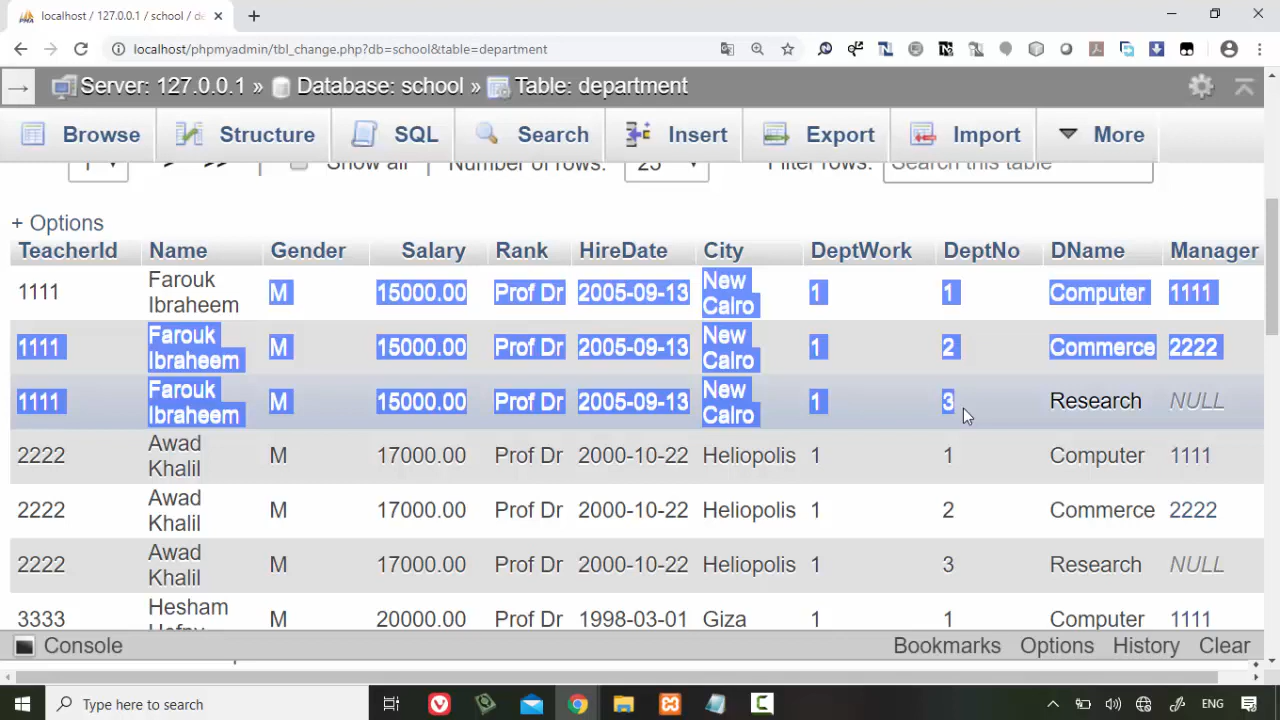 localhost / 127.0.0.1 / school / de
localhost/phpmyadmin/tbl_change.php?db=school&table=department
Server: 127.0.0.1 » Database: school » Table: department
Browse Structure SQL Search Insert Export Import More
1 > >> Show all Number of rows: 25 Filter rows: Search this table
+ Options
TeacherId Name Gender Salary Rank HireDate City DeptWork DeptNo DName Manager
1111 Farouk Ibraheem M 15000.00 Prof Dr 2005-09-13 New Cairo 1 1 Computer 1111
1111 Farouk Ibraheem M 15000.00 Prof Dr 2005-09-13 New Cairo 1 2 Commerce 2222
1111 Farouk Ibraheem M 15000.00 Prof Dr 2005-09-13 New Cairo 1 3 Research NULL
2222 Awad Khalil M 17000.00 Prof Dr 2000-10-22 Heliopolis 1 1 Computer 1111
2222 Awad Khalil M 17000.00 Prof Dr 2000-10-22 Heliopolis 1 2 Commerce 2222
2222 Awad Khalil M 17000.00 Prof Dr 2000-10-22 Heliopolis 1 3 Research NULL
3333 Hesham M 20000.00 Prof Dr 1998-03-01 Giza 1 1 Computer 1111
Console Bookmarks Options History Clear
Type here to search
ENG